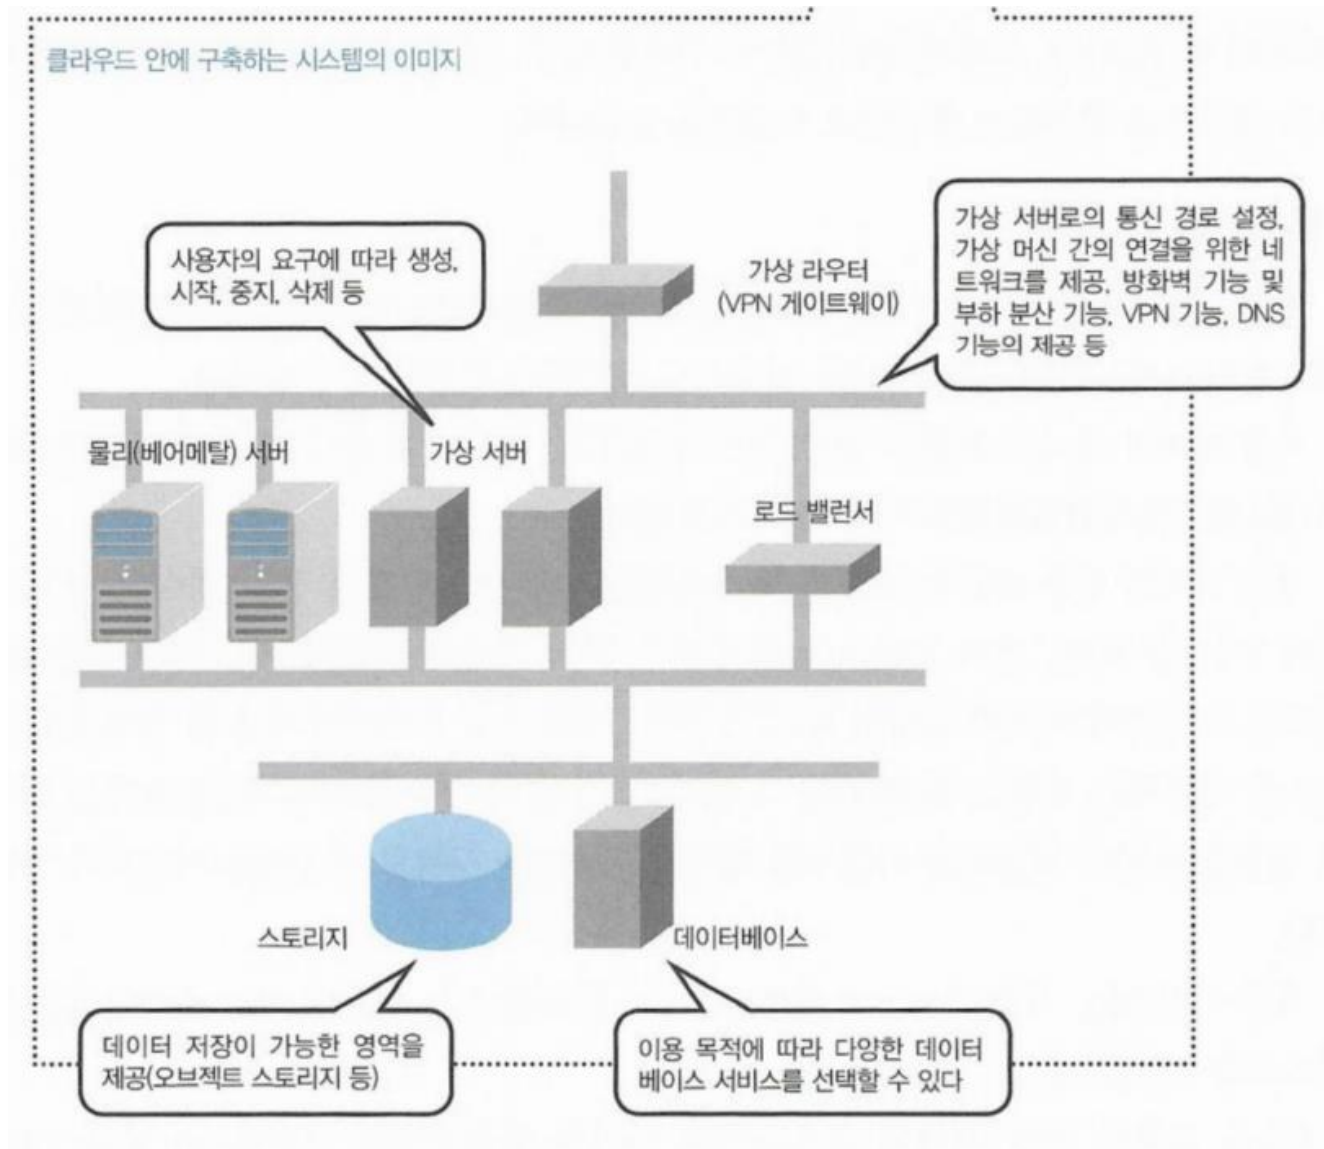 클라우드 안에 구축하는 시스템의 이미지
사용자의 요구에 따라 생성,
시작, 중지, 삭제 등
가상 라우터
(VPN 게이트웨이)
가상 서버로의 통신 경로 설정,
가상 머신 간의 연결을 위한 네
트워크를 제공, 방화벽 기능 및
부하 분산 기능, VPN 기능, DNS
기능의 제공 등
물리(베어메탈) 서버
가상 서버
로드 밸런서
스토리지
데이터베이스
데이터 저장이 가능한 영역을
제공(오브젝트 스토리지 등)
이용 목적에 따라 다양한 데이터
베이스 서비스를 선택할 수 있다